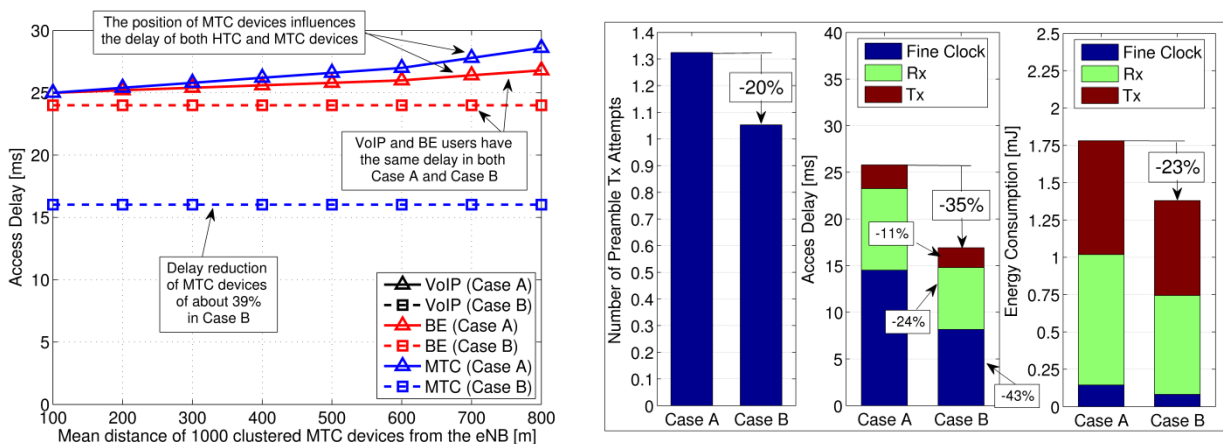 30
25
20
15
10
5
0
Access Delay [ms]
The position of MTC devices influences
the delay of both HTC and MTC devices
VoIP and BE users have
the same delay in both
Case A and Case B
Delay reduction
of MTC devices
of about 39%
in Case B
VoIP (Case A)
VoIP (Case B)
BE (Case A)
BE (Case B)
MTC (Case A)
MTC (Case B)
100 200 300 400 500 600 700 800
Mean distance of 1000 clustered MTC devices from the eNB [m]
1.4
1.3
1.2
1.1
1
0.9
0.8
0.7
0.6
0.5
0.4
0.3
0.2
0.1
0
Number of Preamble Tx Attempts
-20%
Case A Case B
40
35
30
25
20
15
10
5
0
Acces Delay [ms]
Fine Clock
Rx
Tx
-35%
-11%
-24%
-43%
Case A Case B
2.5
2.25
2
1.75
1.5
1.25
1
0.75
0.5
0.25
0
Energy Consumption [mJ]
Fine Clock
Rx
Tx
-23%
Case A Case B